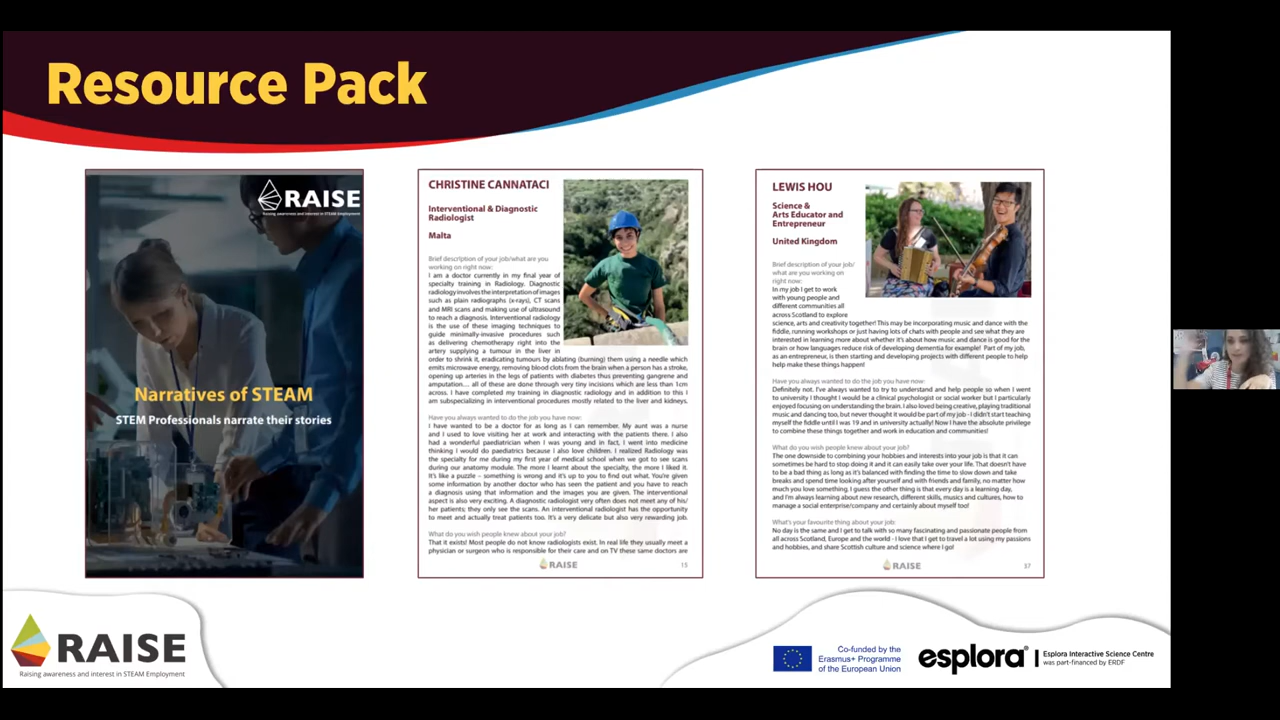 Resource Pack
RAISE
Raising awareness and interest in STEAM Employment
Narratives of STEAM
STEM Professionals narrate their stories
CHRISTINE CANNATACI
Interventional & Diagnostic
Radiologist
Malta
Brief description of your job/what are you
working on right now:
I am a doctor currently in my final year of
specialty training in Radiology. Diagnostic
radiology involves the interpretation of images
such as plain radiographs (x-rays), CT scans
and MRI scans and making use of ultrasound
to reach a diagnosis. Interventional radiology
is the use of these imaging techniques to
guide minimally-invasive procedures such
as delivering chemotherapy right into the
artery supplying a tumour in the liver in
order to shrink it, eradicating tumours by ablating (burning) them using a needle which
emits microwave energy, removing blood clots from the brain when a person has a stroke,
opening up arteries in the legs of patients with diabetes thus preventing gangrene and
amputation.... all of these are done through very tiny incisions which are less than 1cm
across. I have completed my training in diagnostic radiology and in addition to this I
am subspecializing in interventional procedures mostly related to the liver and kidneys.
Have you always wanted to do the job you have now:
I have wanted to be a doctor for as long as I can remember. My aunt was a nurse
and I used to love visiting her at work and interacting with the patients there. I also
had a wonderful paediatrician when I was young and in fact, I went into medicine
thinking I would do paediatrics because I also love children. I realized Radiology was
the specialty for me during my first year of medical school when we got to see scans
during our anatomy module. The more I learnt about the specialty, the more I liked it.
It's like a puzzle – something is wrong and it's up to you to find out what. You're given
some information by another doctor who has seen the patient and you have to reach
a diagnosis using that information and the images you are given. The interventional
aspect is also very exciting. A diagnostic radiologist very often does not meet any of his/
her patients; they only see the scans. An interventional radiologist has the opportunity
to meet and actually treat patients too. It's a very delicate but also very rewarding job.
What do you wish people knew about your job?
That it exists! Most people do not know radiologists exist. In real life they usually meet a
physician or surgeon who is responsible for their care and on TV these same doctors are
RAISE
15
LEWIS HOU
Science &
Arts Educator and
Entrepreneur
United Kingdom
Brief description of your job/
what are you working on
right now:
In my job I get to work
with young people and
different communities all
across Scotland to explore
science, arts and creativity together! This may be incorporating music and dance with the
fiddle, running workshops or just having lots of chats with people and see what they are
interested in learning more about whether it's about how music and dance is good for the
brain or how languages reduce risk of developing dementia for example! Part of my job,
as an entrepreneur, is then starting and developing projects with different people to help
help make these things happen!
Have you always wanted to do the job you have now:
Definitely not. I've always wanted to try to understand and help people so when I went
to university I thought I would be a clinical psychologist or social worker but I particularly
enjoyed focusing on understanding the brain. I also loved being creative, playing traditional
music and dancing too, but never thought it would be part of my job - I didn't start teaching
myself the fiddle until I was 19 and in university actually! Now I have the absolute privilege
to combine these things together and work in education and communities!
What do you wish people knew about your job?
The one downside to combining your hobbies and interests into your job is that it can
sometimes be hard to stop doing it and it can easily take over your life. That doesn't have
to be a bad thing as long as it's balanced with finding the time to slow down and take
breaks and spend time looking after yourself and with friends and family, no matter how
much you love something. I guess the other thing is that every day is a learning day,
and I'm always learning about new research, different skills, musics and cultures, how to
manage a social enterprise/company and certainly about myself too!
What's your favourite thing about your job:
No day is the same and I get to talk with so many fascinating and passionate people from
all across Scotland, Europe and the world - I love that I get to travel a lot using my passions
and hobbies, and share Scottish culture and science where I go!
RAISE
37
RAISE
Raising awareness and interest in STEAM Employment
Co-funded by the
Erasmus+ Programme
of the European Union
esplora
Esplora Interactive Science Centre
was part-financed by ERDF